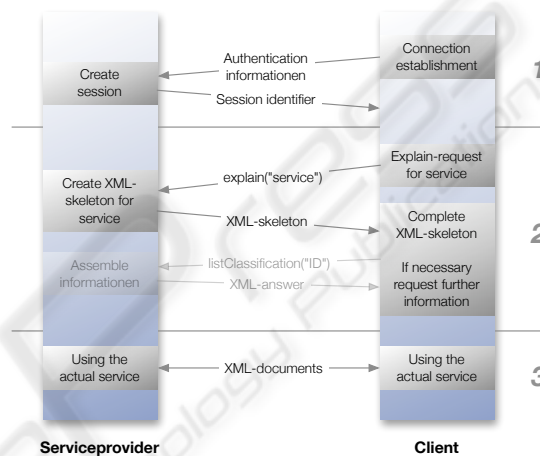 Connection
establishment
1
Authentication
informationen
Create
session
Session identifier
Explain-request
for service
explain("service")
Create XML-
skeleton for
service
XML-skeleton
Complete
XML-skeleton
2
listClassification("ID")
Assemble
informationen
XML-answer
If necessary
request further
information
Using the
actual service
XML-documents
Using the
actual service
3
Serviceprovider
Client